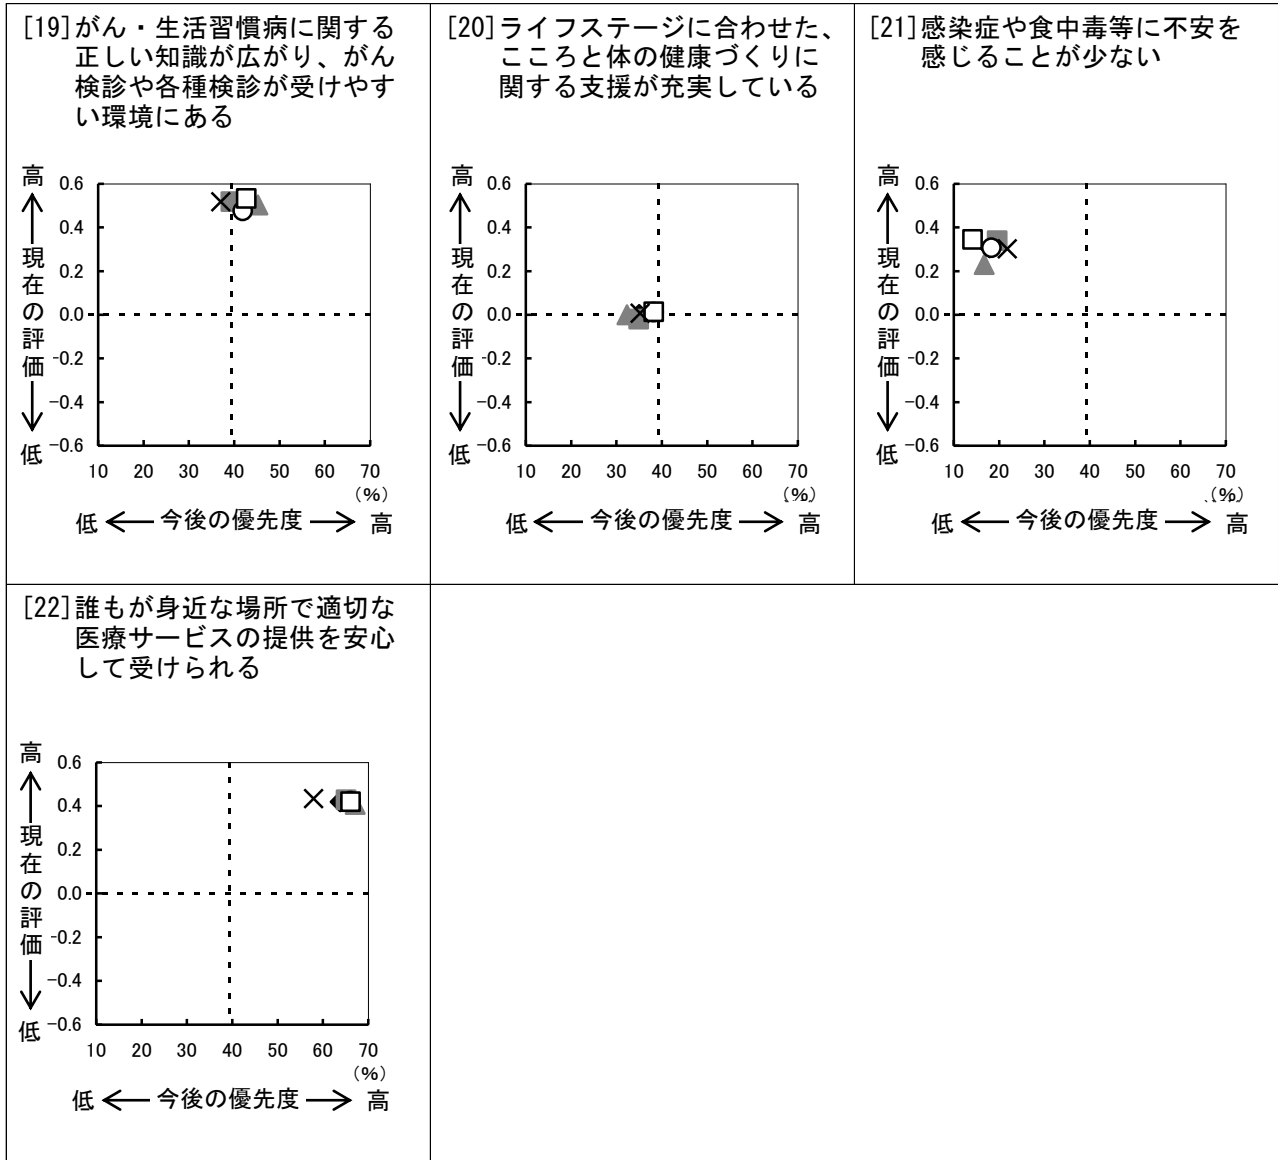 [19]がん・生活習慣病に関する
正しい知識が広がり、がん
検診や各種検診が受けやす
い環境にある
高
現在の評価
低
0.6
0.4
0.2
0.0
-0.2
-0.4
-0.6
10 20 30 40 50 60 70
(%)
低 今後の優先度 高
[20]ライフステージに合わせた、
こころと体の健康づくりに
関する支援が充実している
高
現在の評価
低
0.6
0.4
0.2
0.0
-0.2
-0.4
-0.6
10 20 30 40 50 60 70
(%)
低 今後の優先度 高
[21]感染症や食中毒等に不安を
感じることが少ない
高
現在の評価
低
0.6
0.4
0.2
0.0
-0.2
-0.4
-0.6
10 20 30 40 50 60 70
(%)
低 今後の優先度 高
[22]誰もが身近な場所で適切な
医療サービスの提供を安心
して受けられる
高
現在の評価
低
0.6
0.4
0.2
0.0
-0.2
-0.4
-0.6
10 20 30 40 50 60 70
(%)
低 今後の優先度 高